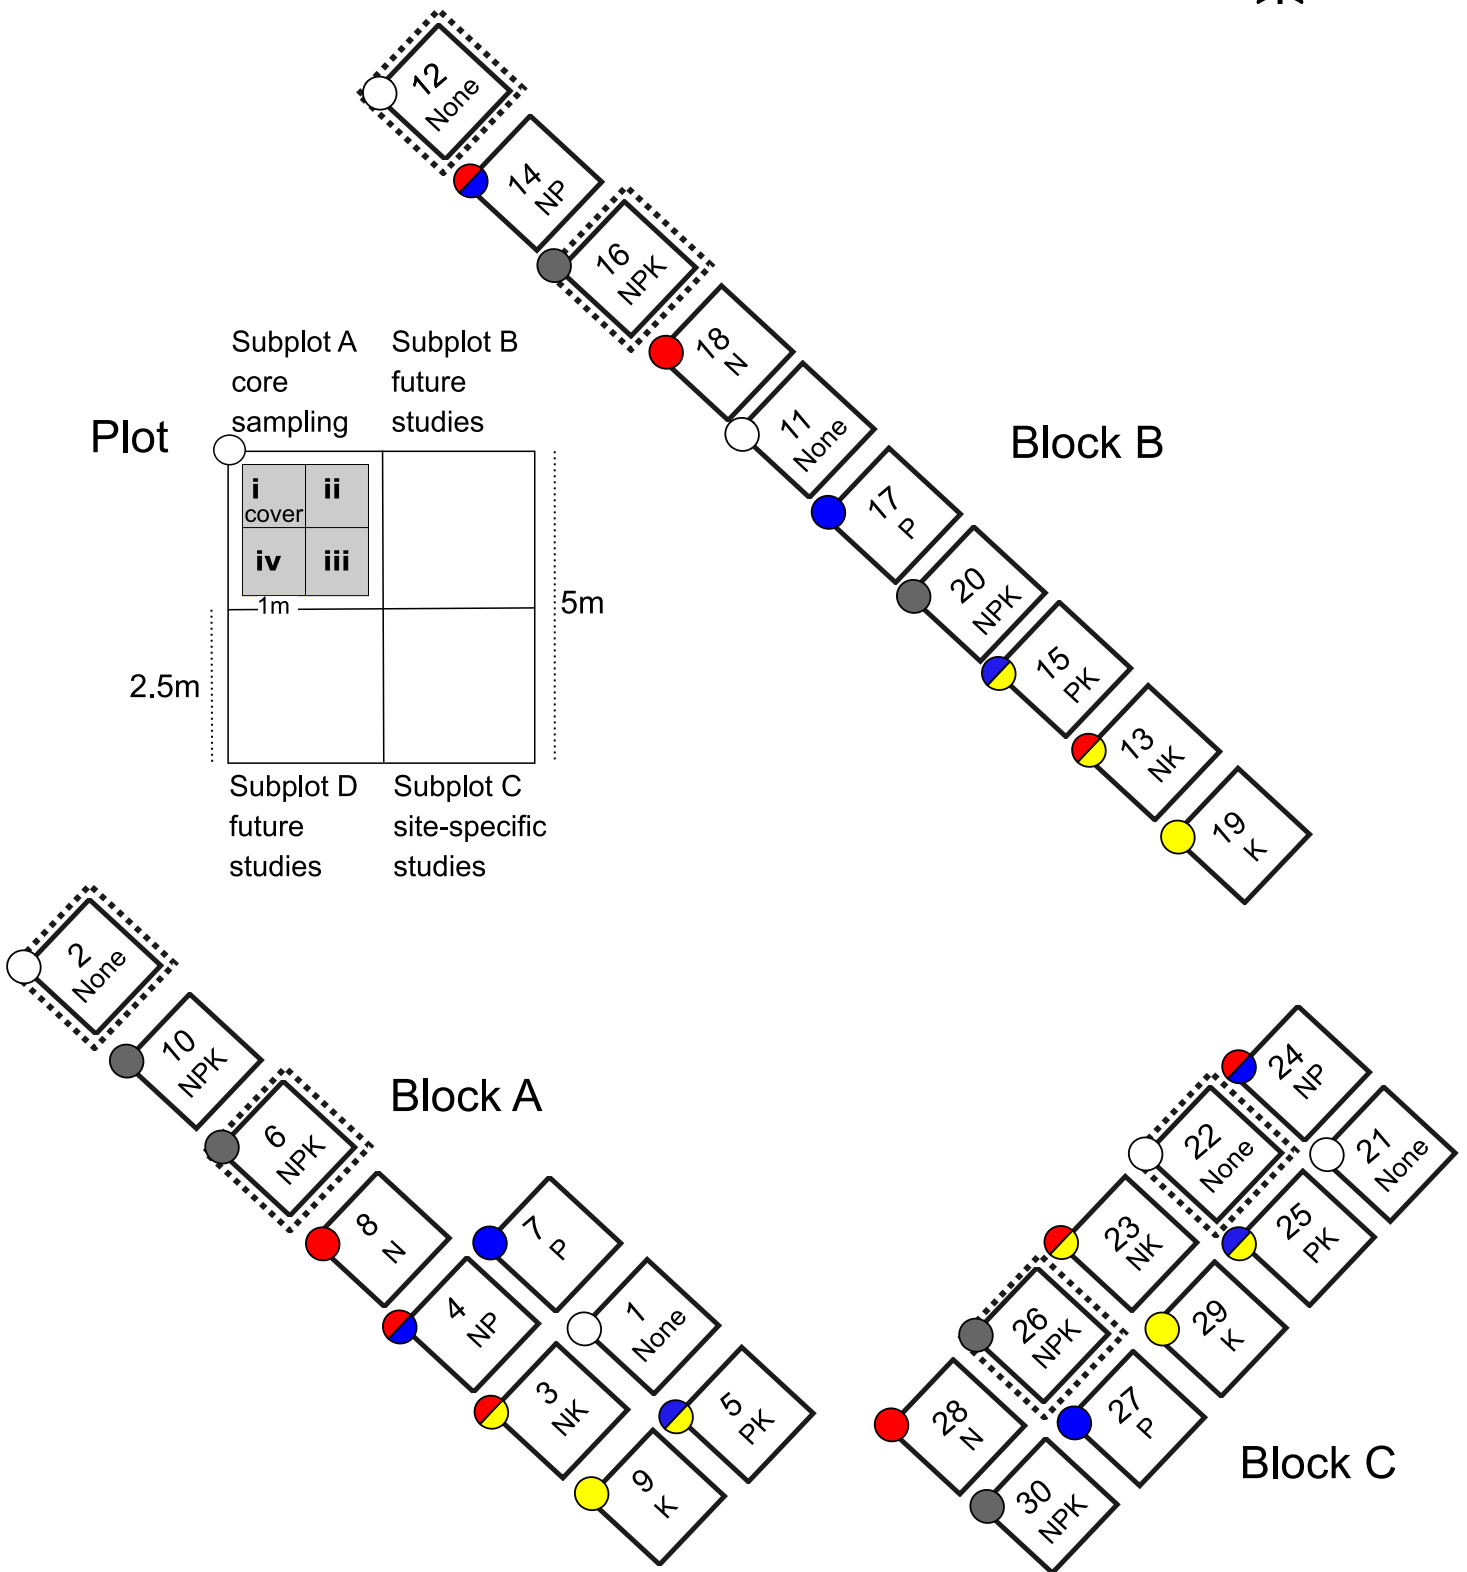 12
None
14
NP
16
NPK
18
N
11
None
17
P
20
NPK
15
PK
13
NK
19
K
Block B
Plot
Subplot A
core
sampling
Subplot B
future
studies
i
cover
ii
iv
iii
1m
5m
2.5m
Subplot D
future
studies
Subplot C
site-specific
studies
2
None
10
NPK
6
NPK
8
N
7
P
4
NP
1
None
3
NK
5
PK
9
K
Block A
24
NP
22
None
21
None
23
NK
25
PK
26
NPK
29
K
28
N
27
P
30
NPK
Block C